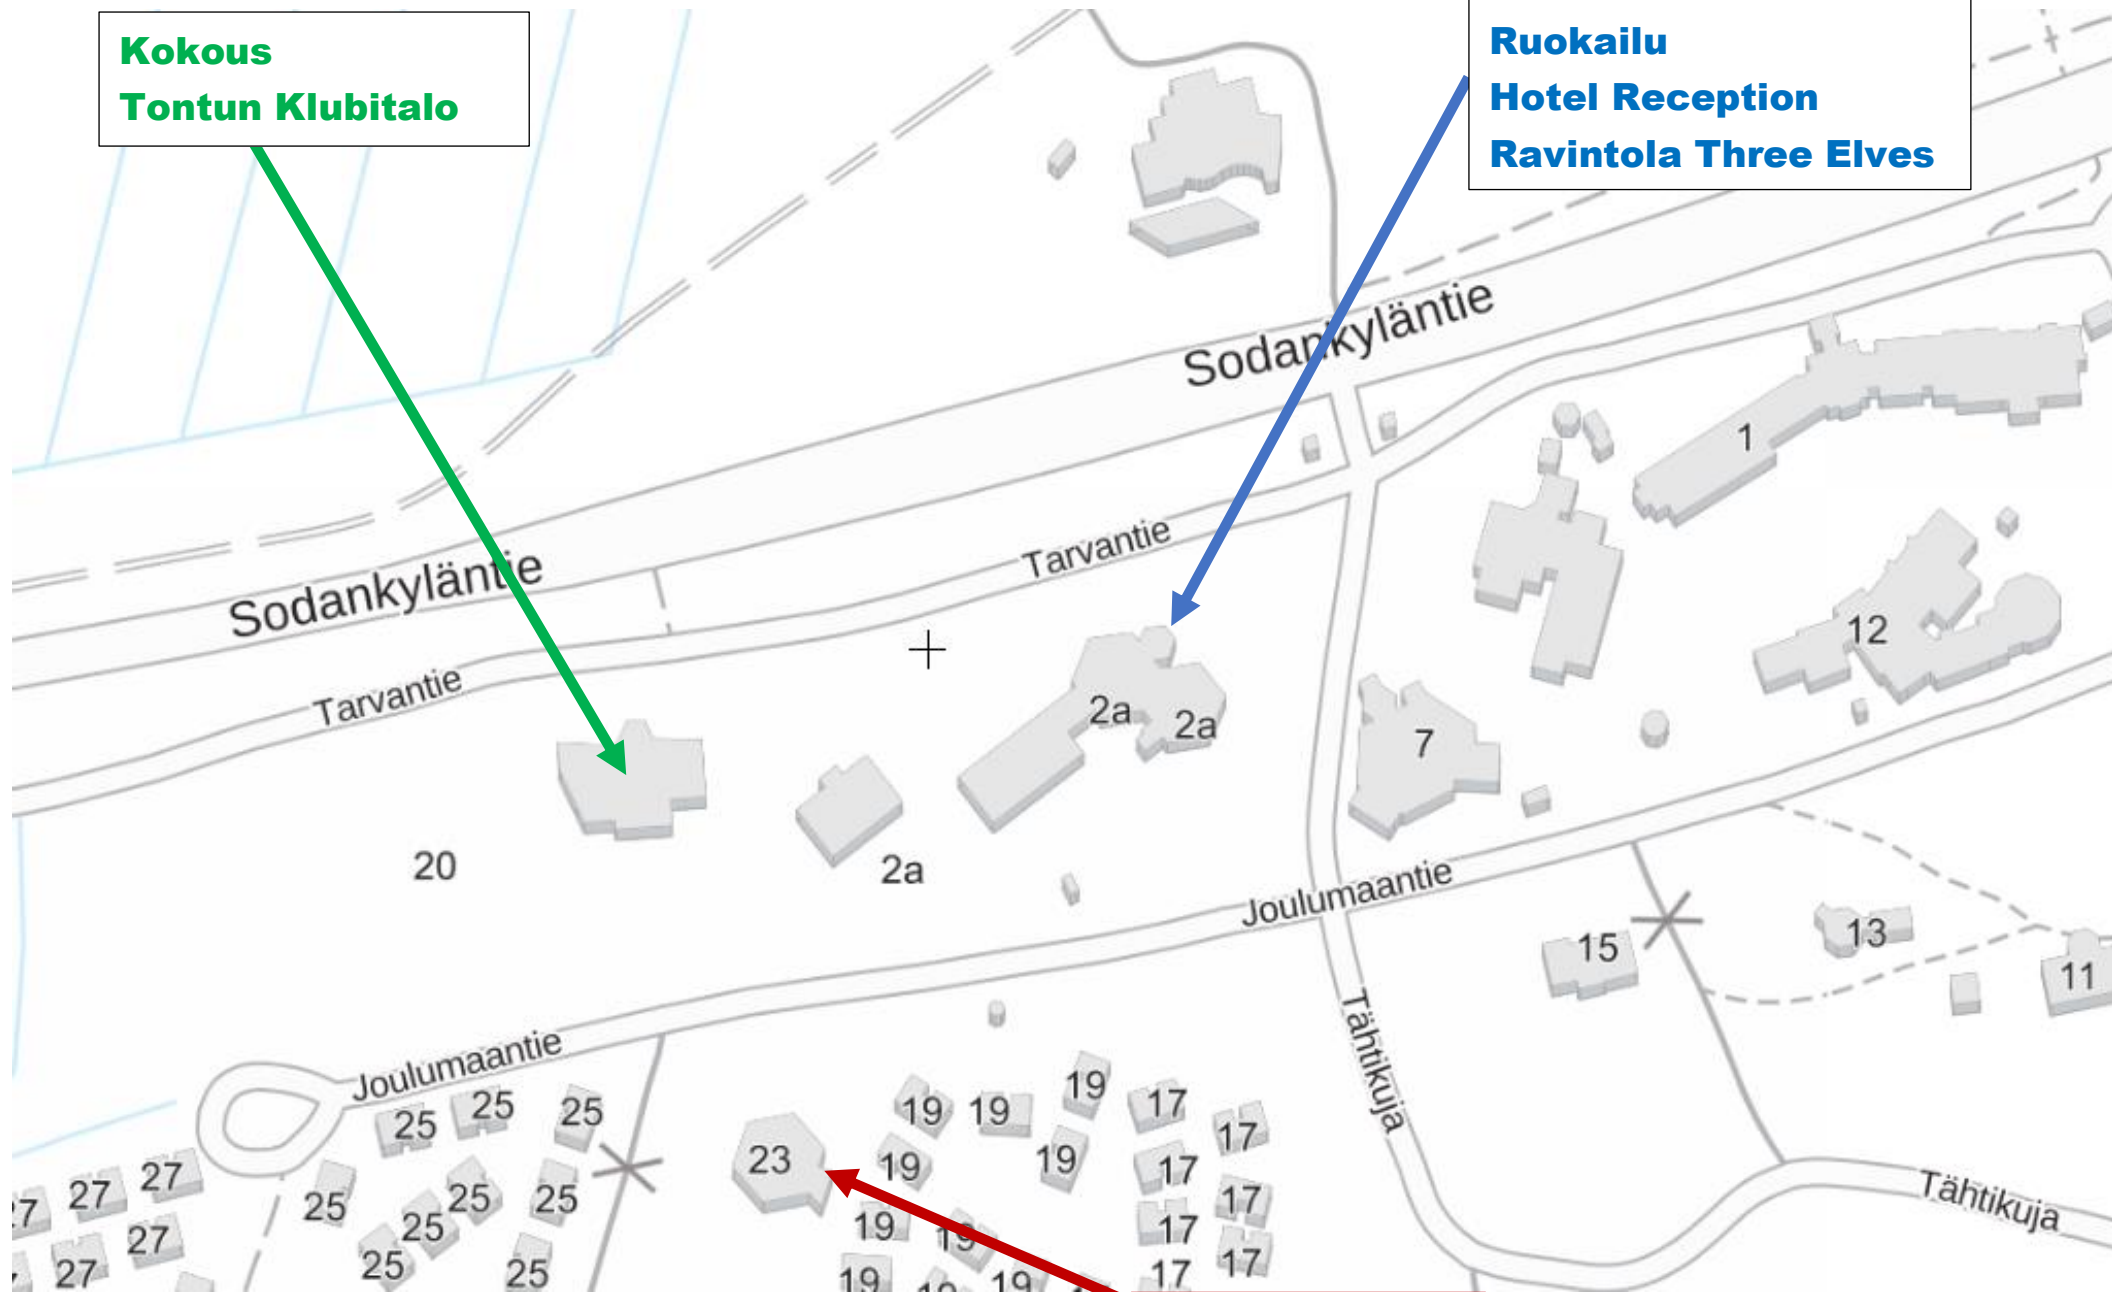 Kokous
Tontun Klubitalo
Ruokailu
Hotel Reception
Ravintola Three Elves
Sodankyläntie
1
Tarvantie
Sodankyläntie
12
Tarvantie
2a
2a
7
20
2a
Joulumaantie
15
13
11
Tähtikuja
Joulumaantie
25
25
25
19
19
19
17
17
23
19
19
17
27
27
25
25
25
17
Tähtikuja
27
27
25
19
19
17
27
25
25
19
19
17
17